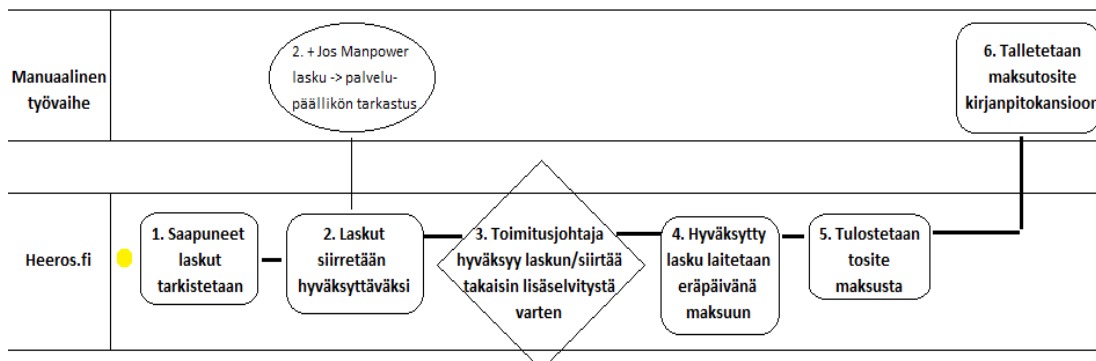 Manuaalinen
työvaihe
2. + Jos Manpower
lasku -> palvelu-
päällikön tarkastus
6. Talletetaan
maksutosite
kirjanpitokansioon
Heeros.fi
1. Saapuneet
laskut
tarkistetaan
2. Laskut
siirretään
hyväksyttäväksi
3. Toimitusjohtaja
hyväksyy laskun/siirtää
takaisin lisäselvitystä
varten
4. Hyväksytty
lasku laitetaan
eräpäivänä
maksuun
5. Tulostetaan
tosite
maksusta